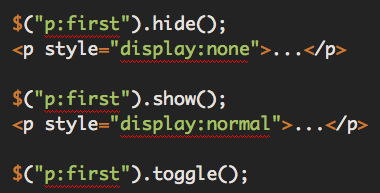 $("p:first").hide();
<p style="display:none">...</p>
$("p:first").show();
<p style="display:normal">...</p>
$("p:first").toggle();